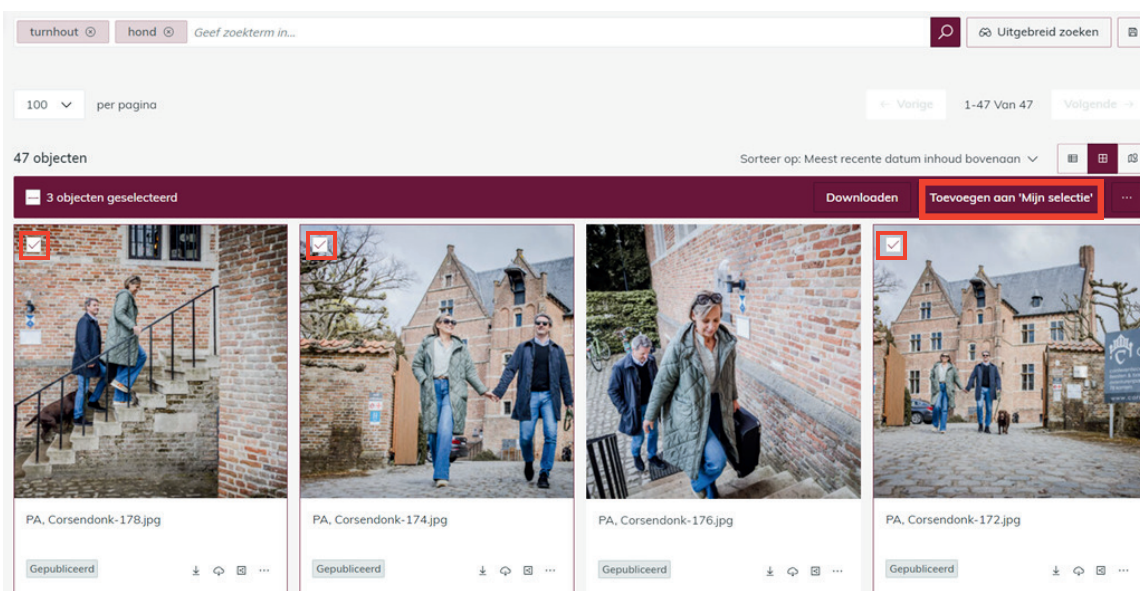 turnhout hond Geef zoekterm in... Uitgebreid zoeken
100 per pagina ← Vorige 1-47 Van 47 Volgende →
47 objecten Sorteer op: Meest recente datum inhoud bovenaan
3 objecten geselecteerd Downloaden Toevoegen aan 'Mijn selectie' ...
PA, Corsendonk-178.jpg PA, Corsendonk-174.jpg PA, Corsendonk-176.jpg PA, Corsendonk-172.jpg
Gepubliceerd ... Gepubliceerd ... Gepubliceerd ... Gepubliceerd ...